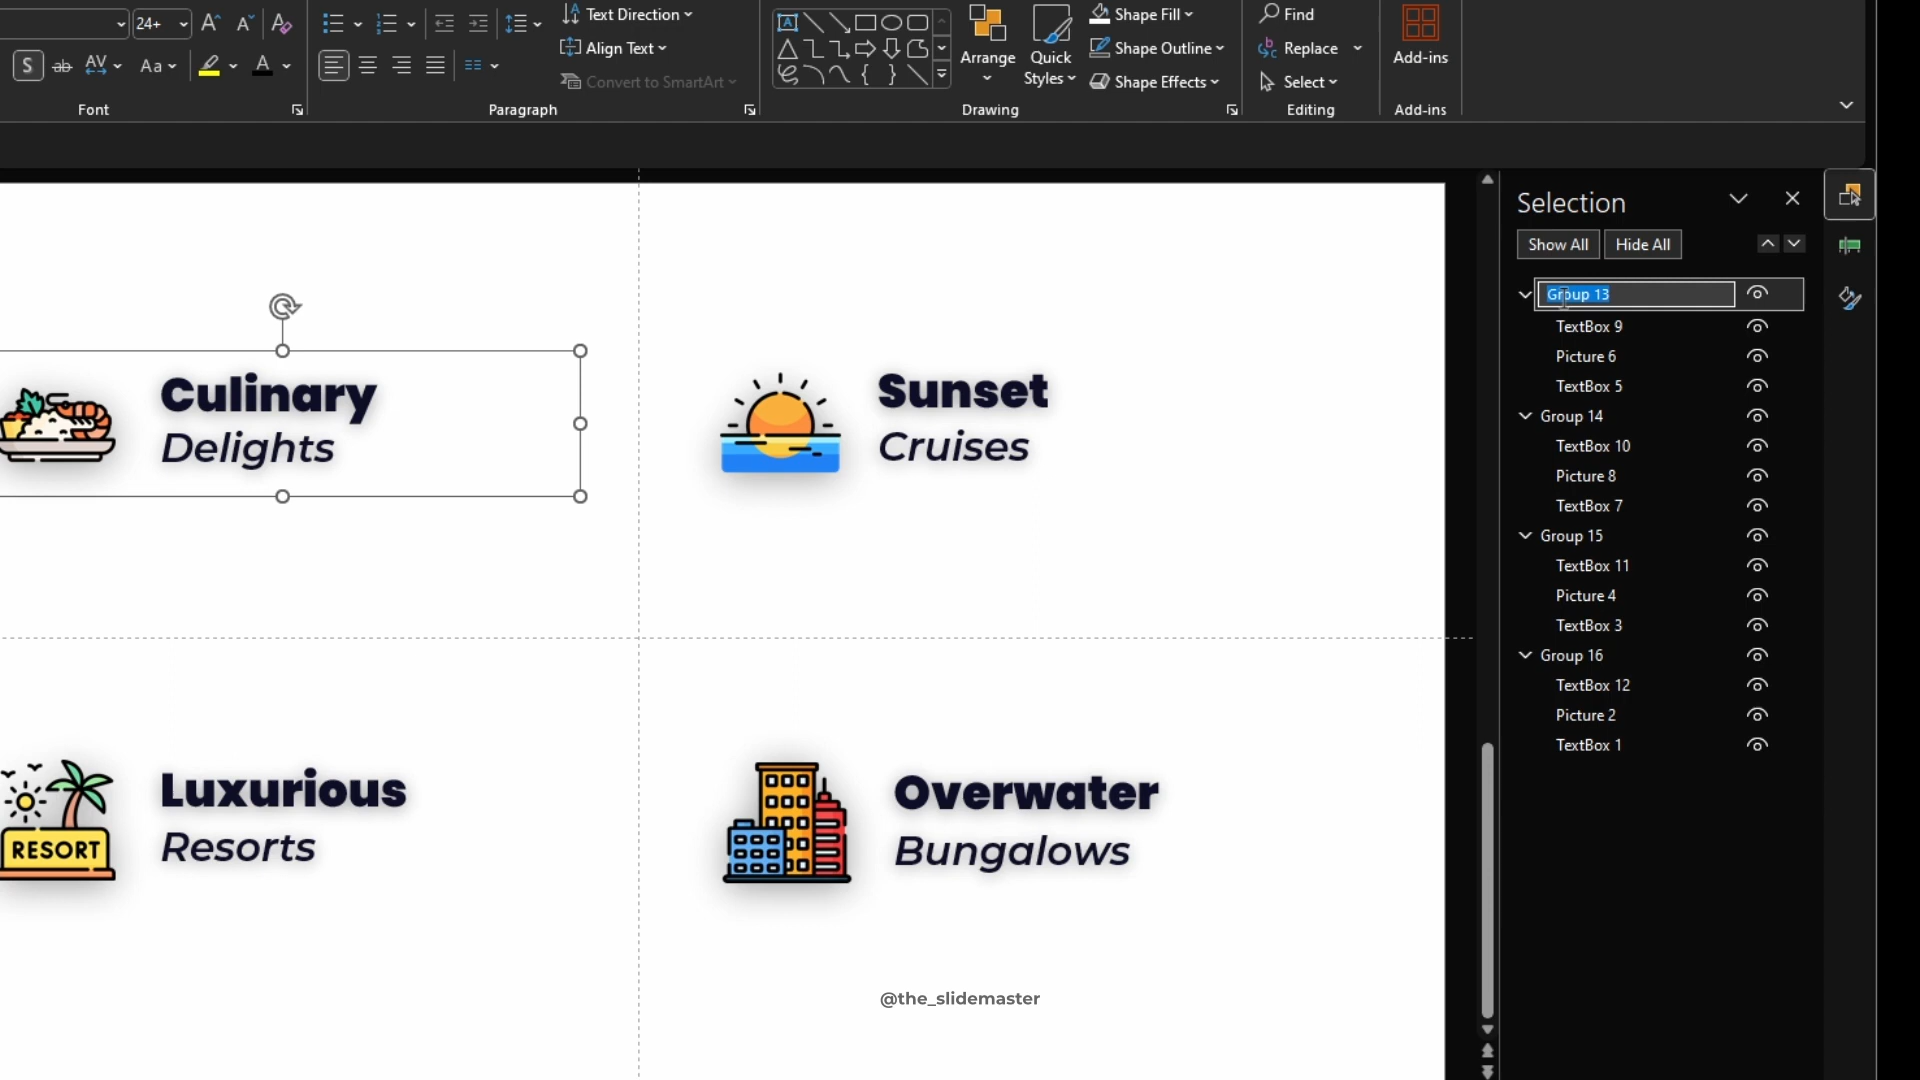 24+
Aa
Font
Paragraph
Text Direction
Align Text
Convert to SmartArt
Arrange
Quick
Styles
Drawing
Shape Fill
Shape Outline
Shape Effects
Find
Replace
Select
Editing
Add-ins
Add-ins
Culinary
Delights
Sunset
Cruises
RESORT
Luxurious
Resorts
Overwater
Bungalows
@the_slidemaster
Selection
Show All
Hide All
Group 13
TextBox 9
Picture 6
TextBox 5
Group 14
TextBox 10
Picture 8
TextBox 7
Group 15
TextBox 11
Picture 4
TextBox 3
Group 16
TextBox 12
Picture 2
TextBox 1